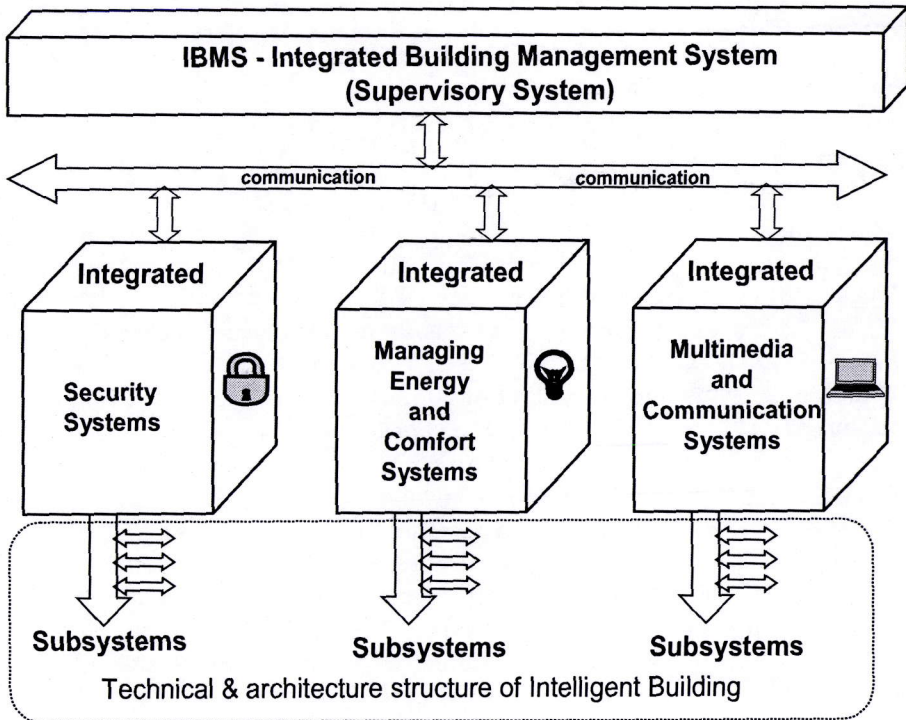 IBMS - Integrated Building Management System
(Supervisory System)
communication
communication
Integrated
Security
Systems
Integrated
Managing
Energy
and
Comfort
Systems
Integrated
Multimedia
and
Communication
Systems
Subsystems
Subsystems
Subsystems
Technical & architecture structure of Intelligent Building